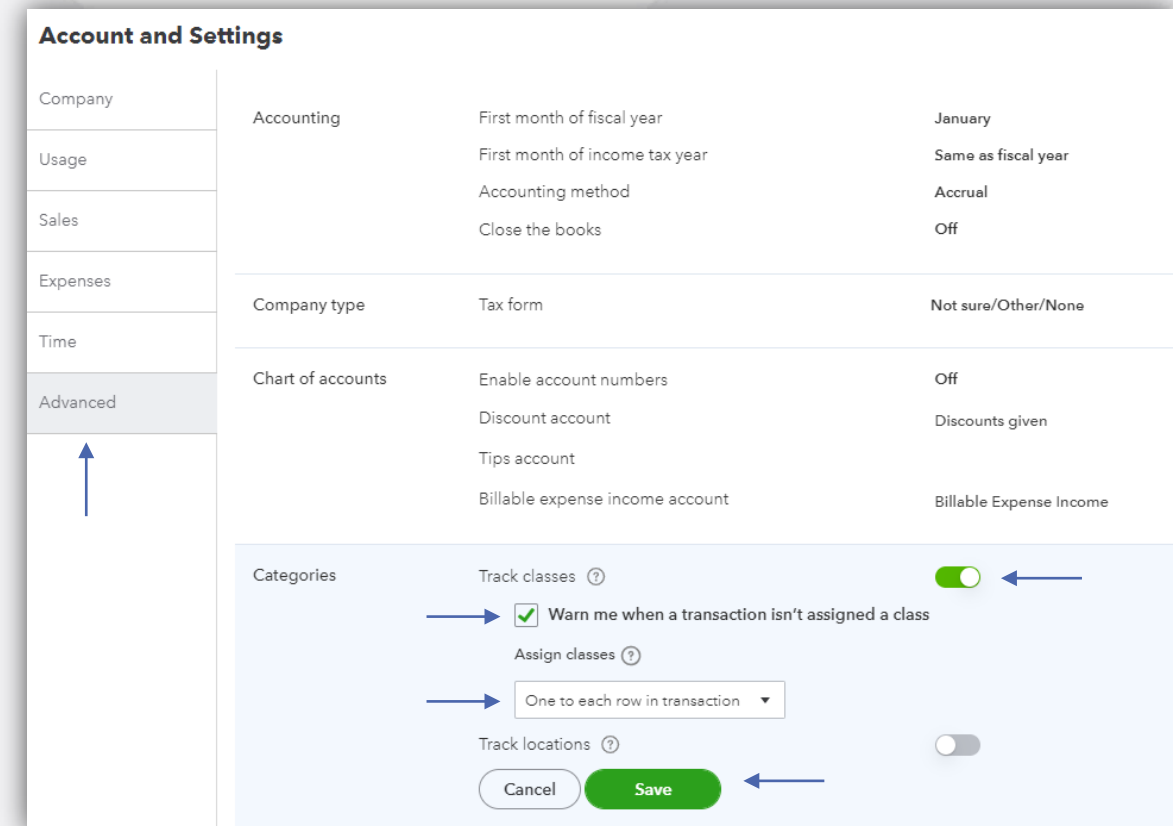 Account and Settings
Company
Usage
Sales
Expenses
Time
Advanced
Accounting
First month of fiscal year January
First month of income tax year Same as fiscal year
Accounting method Accrual
Close the books Off
Company type Tax form Not sure/Other/None
Chart of accounts Enable account numbers Off
Discount account Discounts given
Tips account
Billable expense income account Billable Expense Income
Categories Track classes ?
Warn me when a transaction isn't assigned a class
Assign classes ?
One to each row in transaction
Track locations ?
Cancel Save